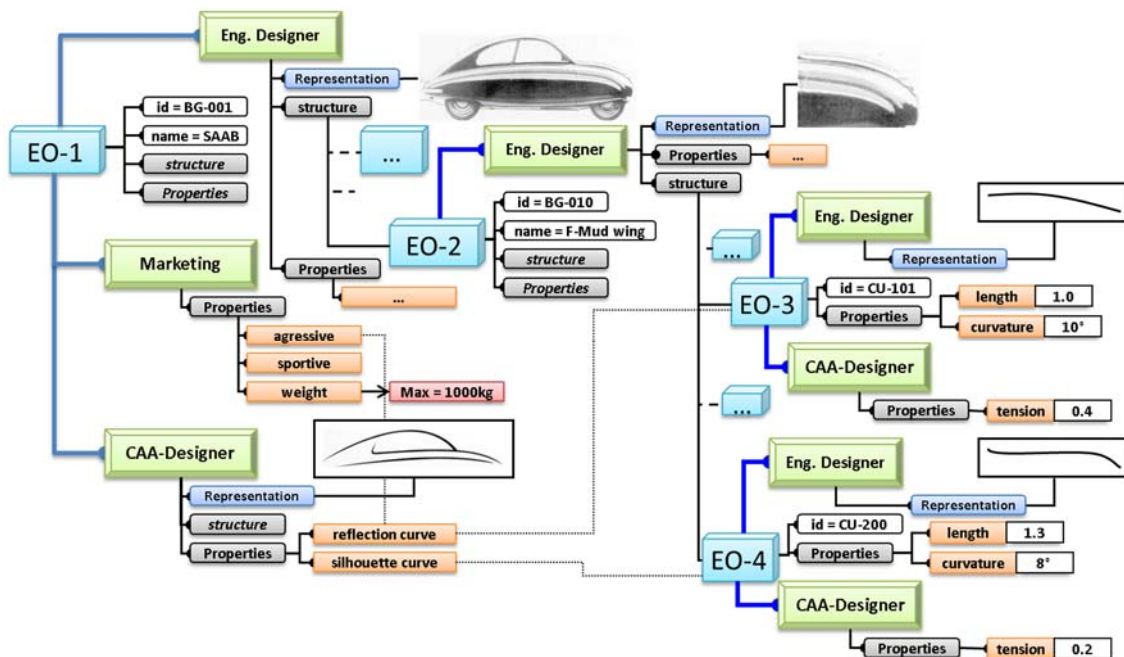 Eng. Designer
Representation
structure
id = BG-001
name = SAAB
structure
Properties
EO-1
...
Eng. Designer
Representation
Properties
...
structure
EO-2
id = BG-010
name = F-Mud wing
structure
Properties
Properties
...
Marketing
Properties
agressive
sportive
weight
Max = 1000kg
CAA-Designer
Representation
structure
Properties
reflection curve
silhouette curve
...
Eng. Designer
Representation
EO-3
id = CU-101
Properties
length
1.0
curvature
10°
CAA-Designer
Properties
tension
0.4
...
Eng. Designer
Representation
EO-4
id = CU-200
Properties
length
1.3
curvature
8°
CAA-Designer
Properties
tension
0.2